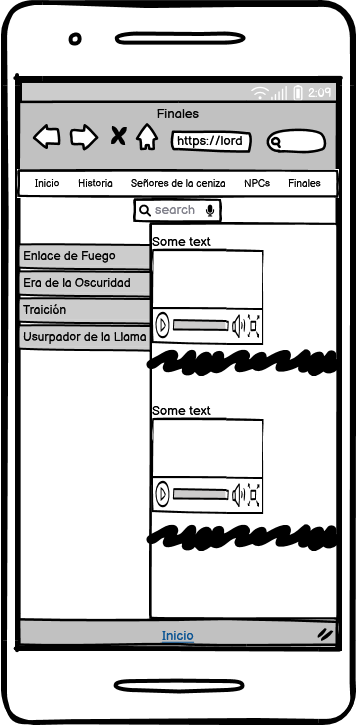 2:09
Finales
https://lord
Inicio Historia Señores de la ceniza NPCs Finales
search
Enlace de Fuego
Era de la Oscuridad
Traición
Usurpador de la Llama
Some text
Some text
Inicio